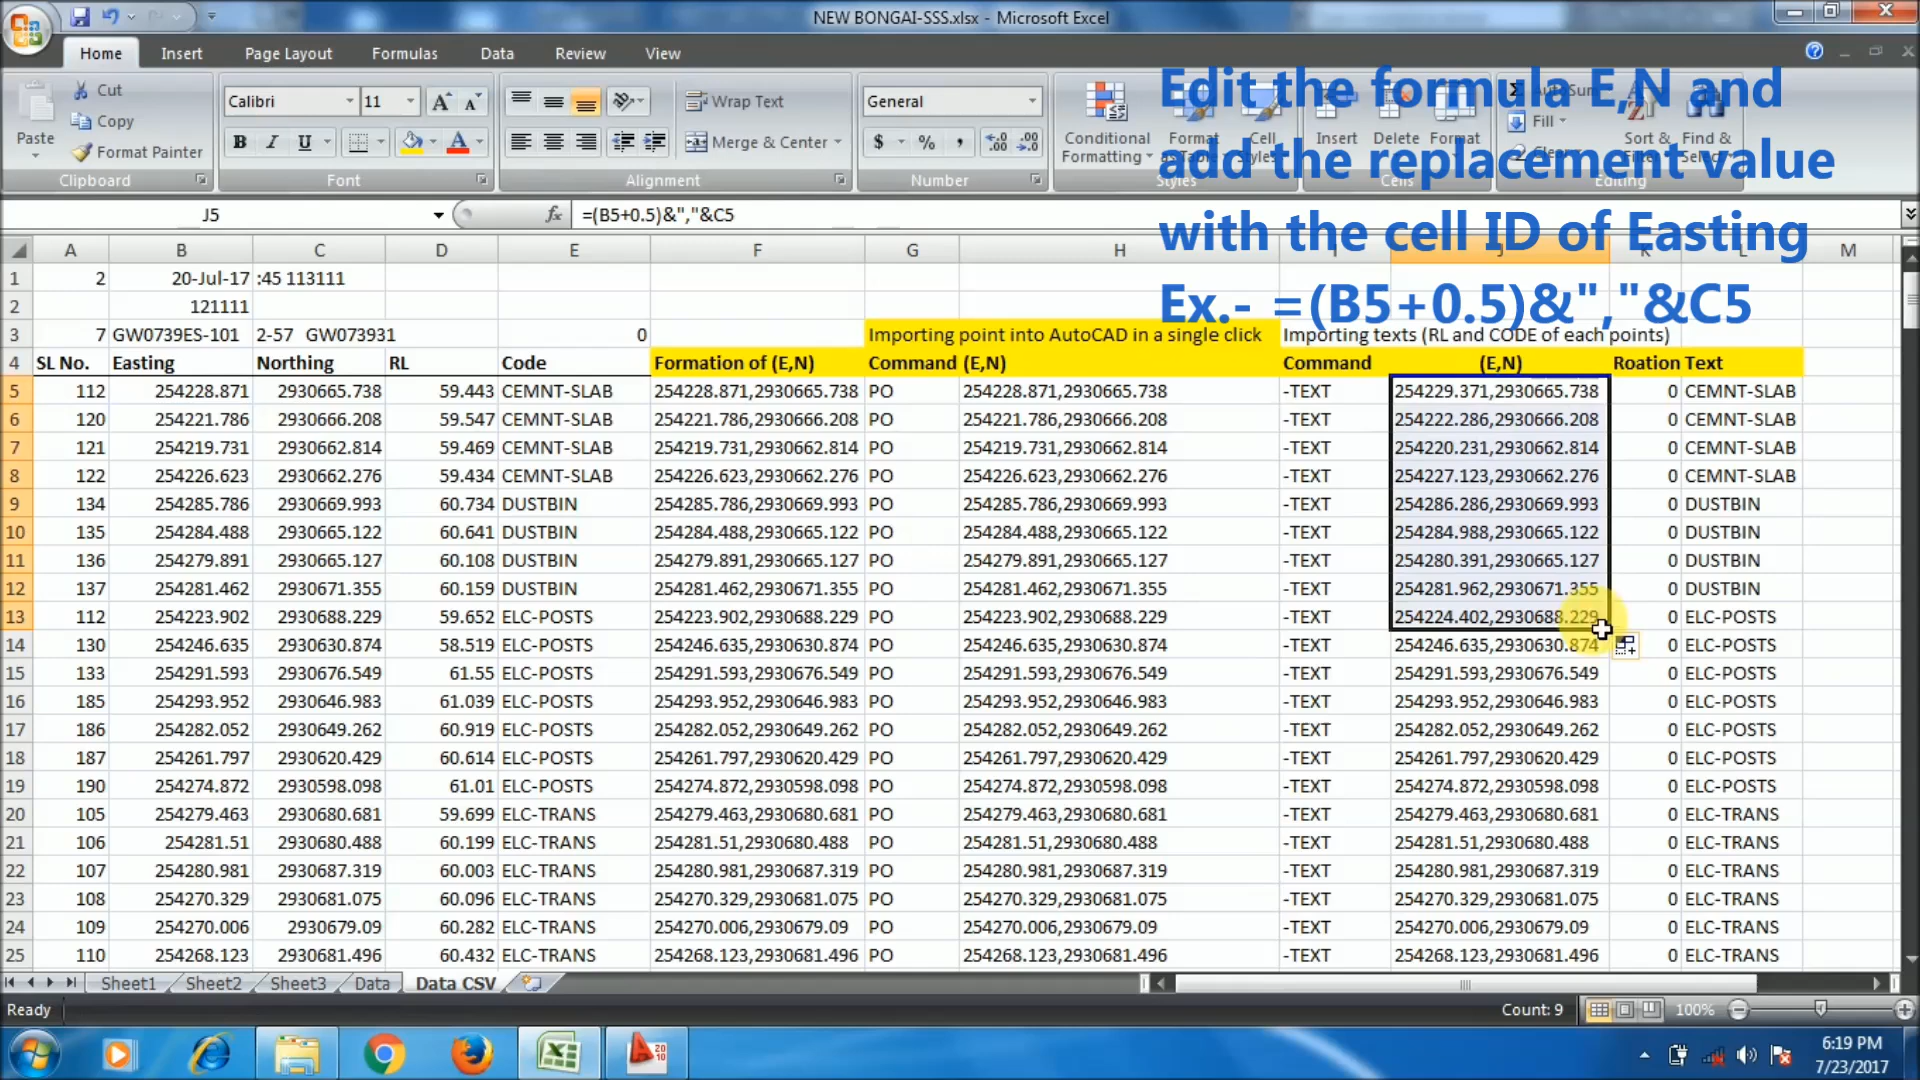 NEW BONGAI-SSS.xlsx - Microsoft Excel
Home Insert Page Layout Formulas Data Review View
Cut
Copy
Format Painter
Paste
Calibri 11
B I U
Wrap Text
Merge & Center
General
$ % ,
Conditional Formatting
Format as Table
Cell Styles
Insert Delete Format
AutoSum
Fill
Clear
Sort & Find &
Select
Clipboard Font Alignment Number Styles Cells Editing
Edit the formula E,N and
add the replacement value
with the cell ID of Easting
Ex.- =(B5+0.5)&","&C5
J5 fx =(B5+0.5)&","&C5
A B C D E F G H I J K L M
1 2 20-Jul-17 :45 113111
2 121111
3 7 GW0739ES-101 2-57 GW073931 0 Importing point into AutoCAD in a single click Importing texts (RL and CODE of each points)
4 SL No. Easting Northing RL Code Formation of (E,N) Command (E,N) Command (E,N) Roation Text
5 112 254228.871 2930665.738 59.443 CEMNT-SLAB 254228.871,2930665.738 PO 254228.871,2930665.738 -TEXT 254229.371,2930665.738 0 CEMNT-SLAB
6 120 254221.786 2930666.208 59.547 CEMNT-SLAB 254221.786,2930666.208 PO 254221.786,2930666.208 -TEXT 254222.286,2930666.208 0 CEMNT-SLAB
7 121 254219.731 2930662.814 59.469 CEMNT-SLAB 254219.731,2930662.814 PO 254219.731,2930662.814 -TEXT 254220.231,2930662.814 0 CEMNT-SLAB
8 122 254226.623 2930662.276 59.434 CEMNT-SLAB 254226.623,2930662.276 PO 254226.623,2930662.276 -TEXT 254227.123,2930662.276 0 CEMNT-SLAB
9 134 254285.786 2930669.993 60.734 DUSTBIN 254285.786,2930669.993 PO 254285.786,2930669.993 -TEXT 254286.286,2930669.993 0 DUSTBIN
10 135 254284.488 2930665.122 60.641 DUSTBIN 254284.488,2930665.122 PO 254284.488,2930665.122 -TEXT 254284.988,2930665.122 0 DUSTBIN
11 136 254279.891 2930665.127 60.108 DUSTBIN 254279.891,2930665.127 PO 254279.891,2930665.127 -TEXT 254280.391,2930665.127 0 DUSTBIN
12 137 254281.462 2930671.355 60.159 DUSTBIN 254281.462,2930671.355 PO 254281.462,2930671.355 -TEXT 254281.962,2930671.355 0 DUSTBIN
13 112 254223.902 2930688.229 59.652 ELC-POSTS 254223.902,2930688.229 PO 254223.902,2930688.229 -TEXT 254224.402,2930688.229 0 ELC-POSTS
14 130 254246.635 2930630.874 58.519 ELC-POSTS 254246.635,2930630.874 PO 254246.635,2930630.874 -TEXT 254246.635,2930630.874 0 ELC-POSTS
15 133 254291.593 2930676.549 61.55 ELC-POSTS 254291.593,2930676.549 PO 254291.593,2930676.549 -TEXT 254291.593,2930676.549 0 ELC-POSTS
16 185 254293.952 2930646.983 61.039 ELC-POSTS 254293.952,2930646.983 PO 254293.952,2930646.983 -TEXT 254293.952,2930646.983 0 ELC-POSTS
17 186 254282.052 2930649.262 60.919 ELC-POSTS 254282.052,2930649.262 PO 254282.052,2930649.262 -TEXT 254282.052,2930649.262 0 ELC-POSTS
18 187 254261.797 2930620.429 60.614 ELC-POSTS 254261.797,2930620.429 PO 254261.797,2930620.429 -TEXT 254261.797,2930620.429 0 ELC-POSTS
19 190 254274.872 2930598.098 61.01 ELC-POSTS 254274.872,2930598.098 PO 254274.872,2930598.098 -TEXT 254274.872,2930598.098 0 ELC-POSTS
20 105 254279.463 2930680.681 59.699 ELC-TRANS 254279.463,2930680.681 PO 254279.463,2930680.681 -TEXT 254279.463,2930680.681 0 ELC-TRANS
21 106 254281.51 2930680.488 60.199 ELC-TRANS 254281.51,2930680.488 PO 254281.51,2930680.488 -TEXT 254281.51,2930680.488 0 ELC-TRANS
22 107 254280.981 2930687.319 60.003 ELC-TRANS 254280.981,2930687.319 PO 254280.981,2930687.319 -TEXT 254280.981,2930687.319 0 ELC-TRANS
23 108 254270.329 2930681.075 60.096 ELC-TRANS 254270.329,2930681.075 PO 254270.329,2930681.075 -TEXT 254270.329,2930681.075 0 ELC-TRANS
24 109 254270.006 2930679.09 60.282 ELC-TRANS 254270.006,2930679.09 PO 254270.006,2930679.09 -TEXT 254270.006,2930679.09 0 ELC-TRANS
25 110 254268.123 2930681.496 60.432 ELC-TRANS 254268.123,2930681.496 PO 254268.123,2930681.496 -TEXT 254268.123,2930681.496 0 ELC-TRANS
Sheet1 Sheet2 Sheet3 Data Data CSV
Ready Count: 9 100%
6:19 PM
7/23/2017